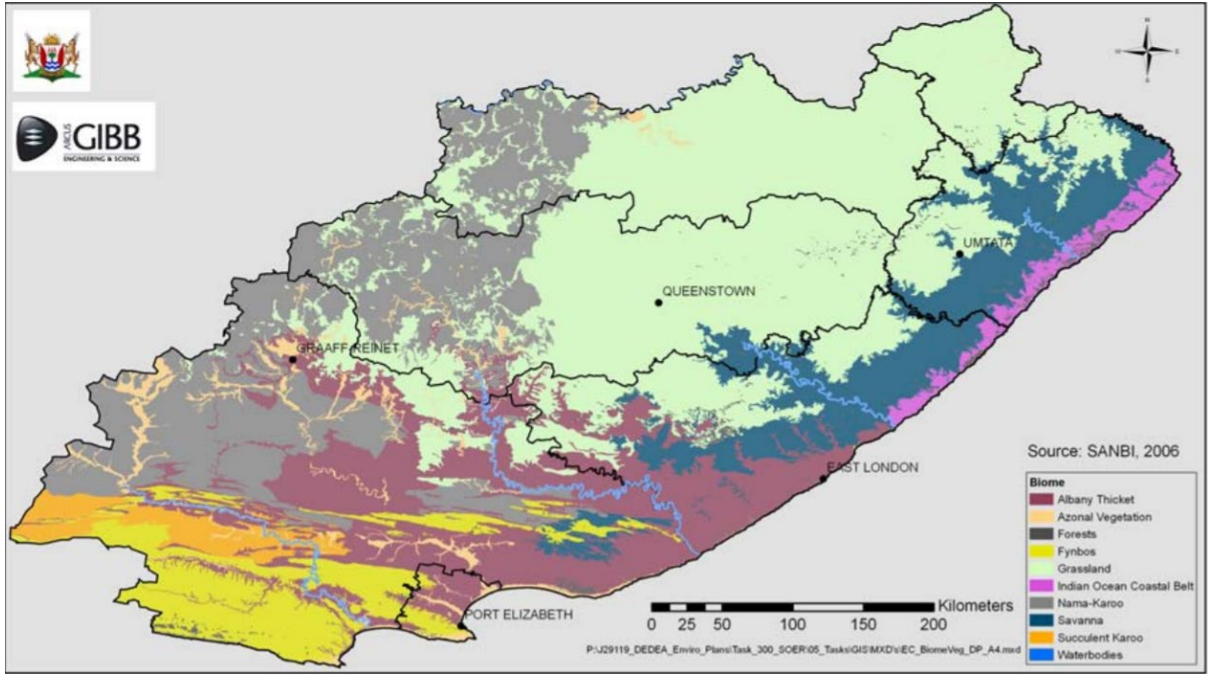 N
W E
S
ARCUS
GIBB
ENGINEERING & SCIENCE
UMTATA
QUEENSTOWN
GRAAFF REINET
EAST LONDON
PORT ELIZABETH
Source: SANBI, 2006
Biome
Albany Thicket
Azonal Vegetation
Forests
Fynbos
Grassland
Indian Ocean Coastal Belt
Nama-Karoo
Savanna
Succulent Karoo
Waterbodies
Kilometers
0 25 50 100 150 200
P:\J29119_DEDEA_Enviro_Plans\Task_300_SOER\05_Tasks\GIS\MXD's\EC_BiomeVeg_DP_A4.mxd